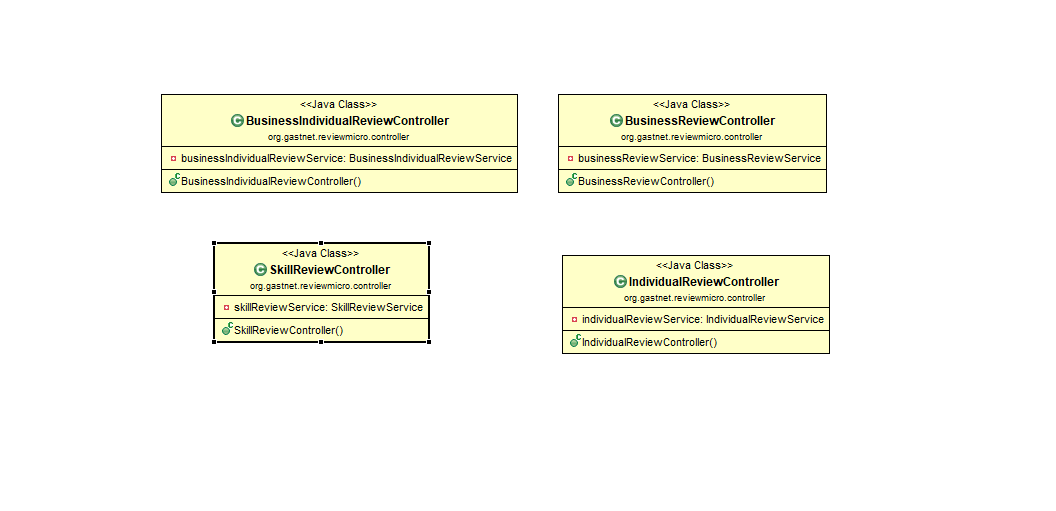 <<Java Class>>
BusinessIndividualReviewController
org.gastnet.reviewmicro.controller
businessIndividualReviewService: BusinessIndividualReviewService
BusinessIndividualReviewController()
<<Java Class>>
BusinessReviewController
org.gastnet.reviewmicro.controller
businessReviewService: BusinessReviewService
BusinessReviewController()
<<Java Class>>
SkillReviewController
org.gastnet.reviewmicro.controller
skillReviewService: SkillReviewService
SkillReviewController()
<<Java Class>>
IndividualReviewController
org.gastnet.reviewmicro.controller
individualReviewService: IndividualReviewService
IndividualReviewController()